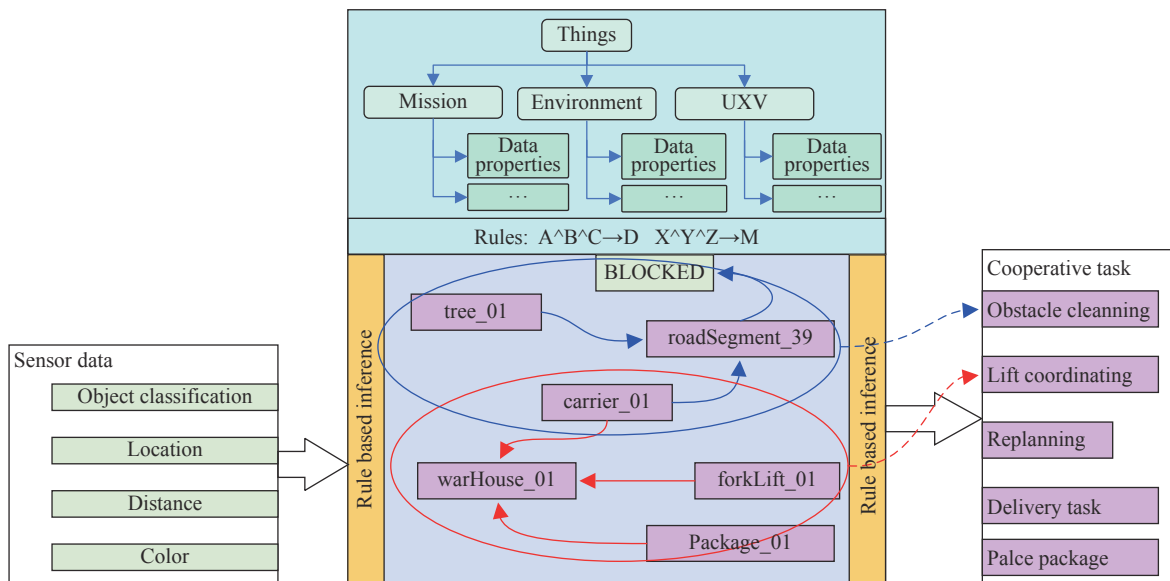 Things
Mission
Environment
UXV
Data
properties
Data
properties
Data
properties
...
...
...
Rules: A^B^C→D X^Y^Z→M
Sensor data
Object classification
Location
Distance
Color
Rule based inference
BLOCKED
tree_01
roadSegment_39
carrier_01
warHouse_01
forkLift_01
Package_01
Rule based inference
Cooperative task
Obstacle cleanning
Lift coordinating
Replanning
Delivery task
Palce package